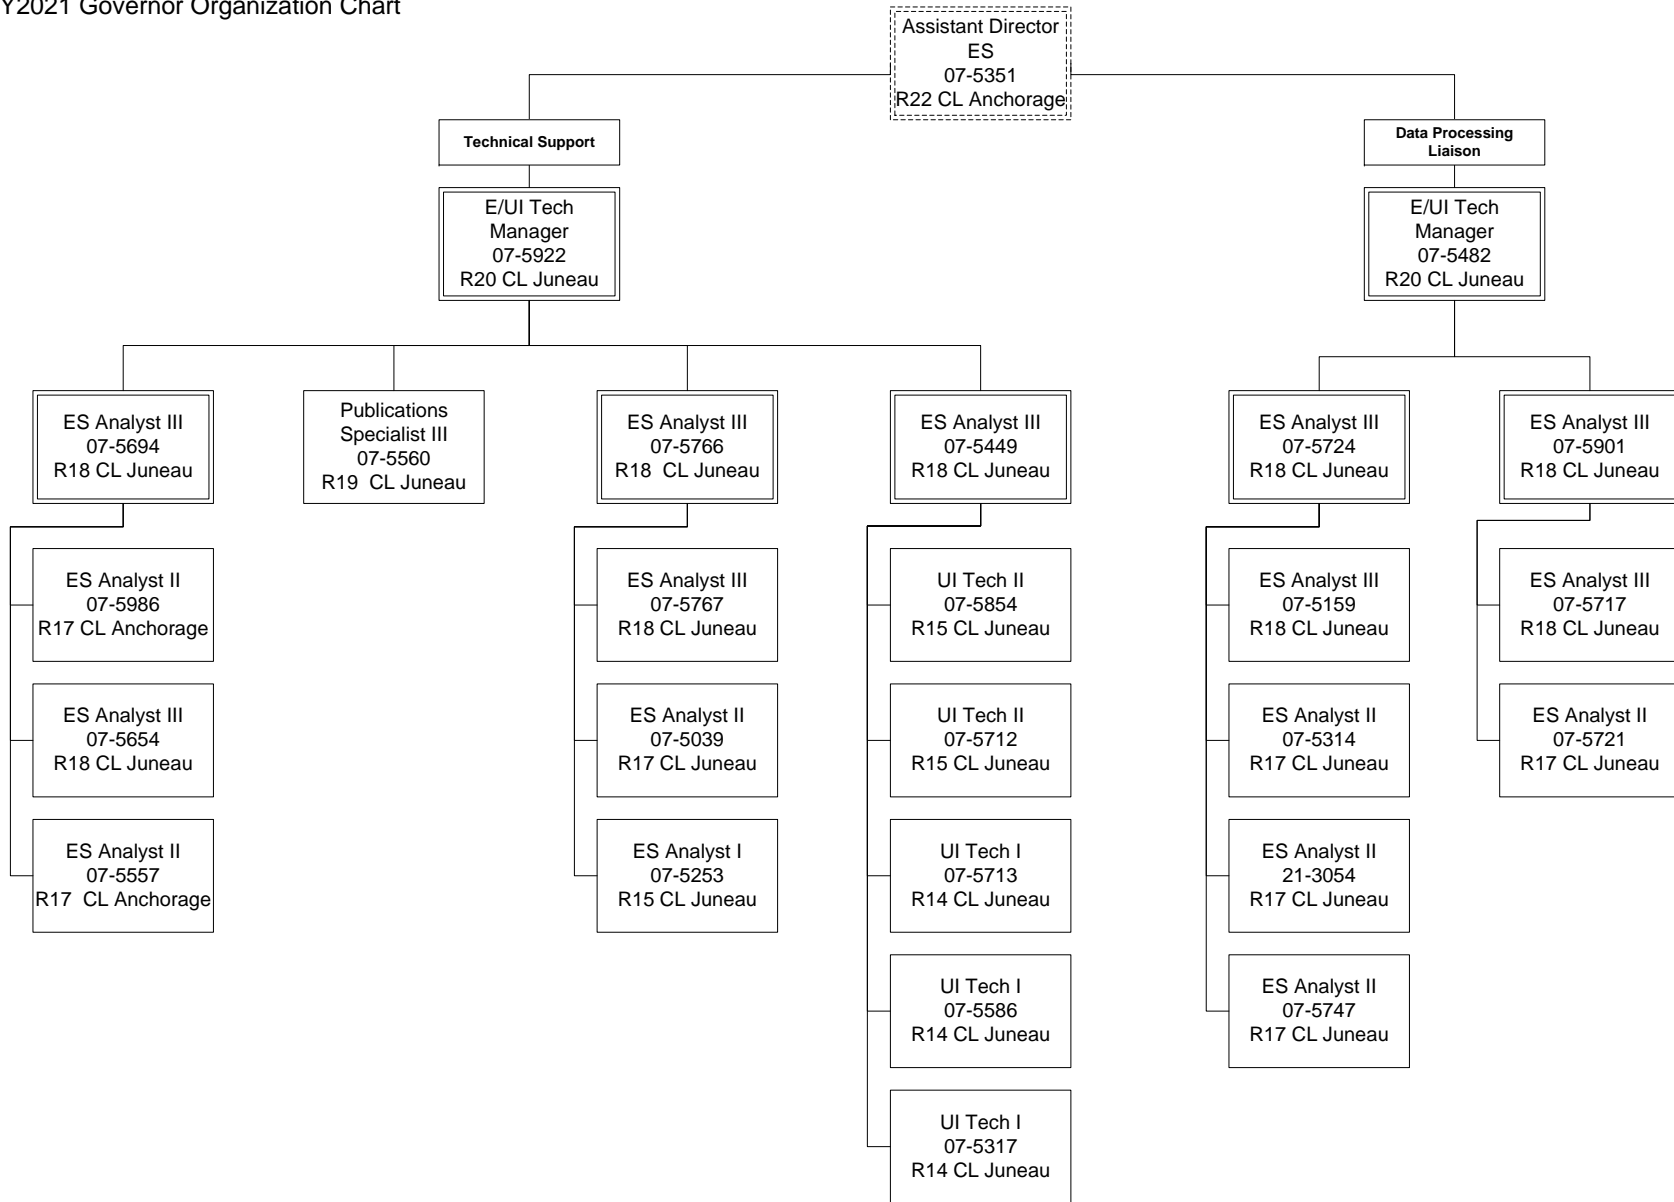 Y2021 Governor Organization Chart
Assistant Director
ES
07-5351
R22 CL Anchorage
Technical Support
Data Processing
Liaison
E/UI Tech
Manager
07-5922
R20 CL Juneau
E/UI Tech
Manager
07-5482
R20 CL Juneau
ES Analyst III
07-5694
R18 CL Juneau
Publications
Specialist III
07-5560
R19  CL Juneau
ES Analyst III
07-5766
R18  CL Juneau
ES Analyst III
07-5449
R18 CL Juneau
ES Analyst III
07-5724
R18 CL Juneau
ES Analyst III
07-5901
R18 CL Juneau
ES Analyst II
07-5986
R17 CL Anchorage
ES Analyst III
07-5767
R18 CL Juneau
UI Tech II
07-5854
R15 CL Juneau
ES Analyst III
07-5159
R18 CL Juneau
ES Analyst III
07-5717
R18 CL Juneau
ES Analyst III
07-5654
R18 CL Juneau
ES Analyst II
07-5039
R17 CL Juneau
UI Tech II
07-5712
R15 CL Juneau
ES Analyst II
07-5314
R17 CL Juneau
ES Analyst II
07-5721
R17 CL Juneau
ES Analyst II
07-5557
R17  CL Anchorage
ES Analyst I
07-5253
R15 CL Juneau
UI Tech I
07-5713
R14 CL Juneau
ES Analyst II
21-3054
R17 CL Juneau
UI Tech I
07-5586
R14 CL Juneau
ES Analyst II
07-5747
R17 CL Juneau
UI Tech I
07-5317
R14 CL Juneau